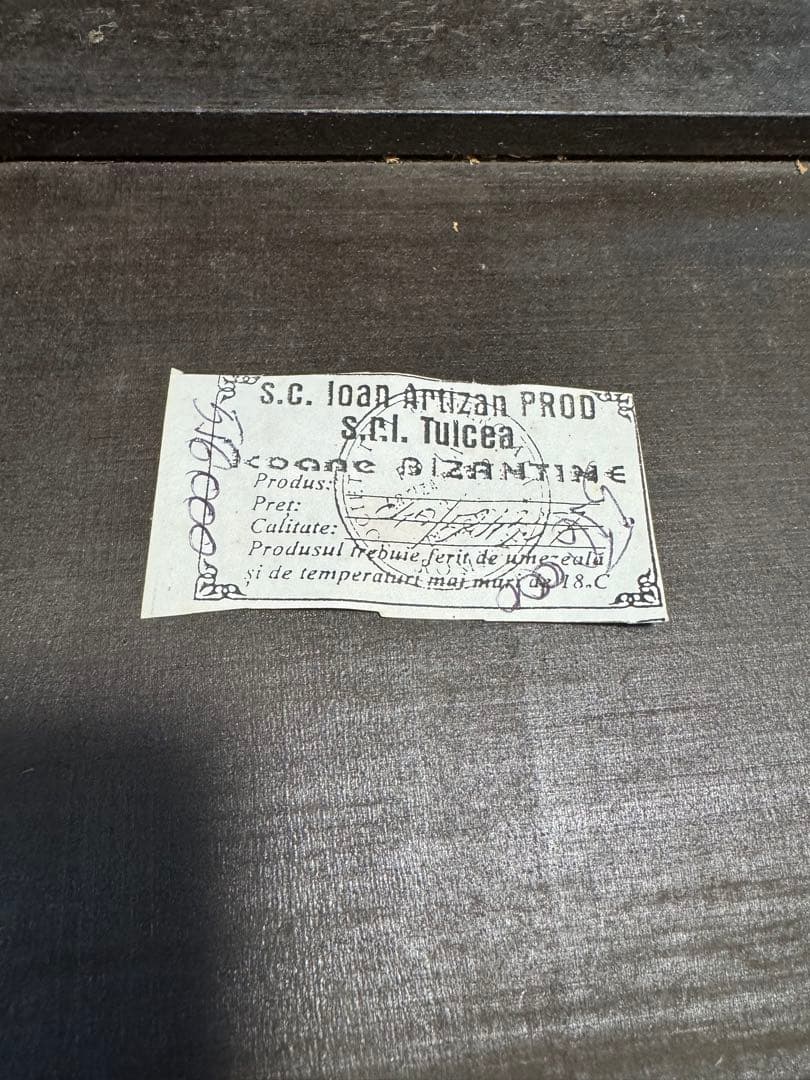 s.c. Ioan Artizan PROD
s.r.l. Tulcea
ICOANE BIZANTINE
Produs:
Preț:
Calitate:
Produsul trebuie ferit de umezeală
și de temperaturi mai mari de 18.C